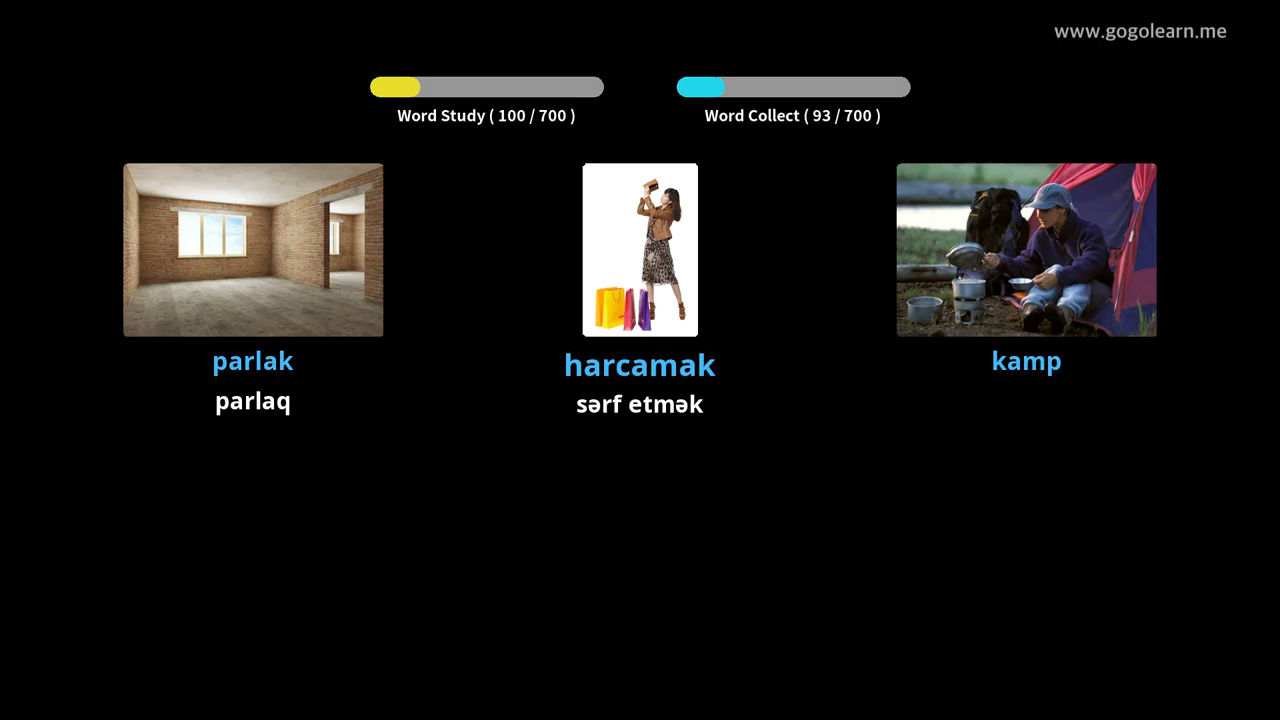 www.gogolearn.me
Word Study ( 100 / 700 )
Word Collect ( 93 / 700 )
parlak
parlaq
harcamak
sərf etmək
kamp